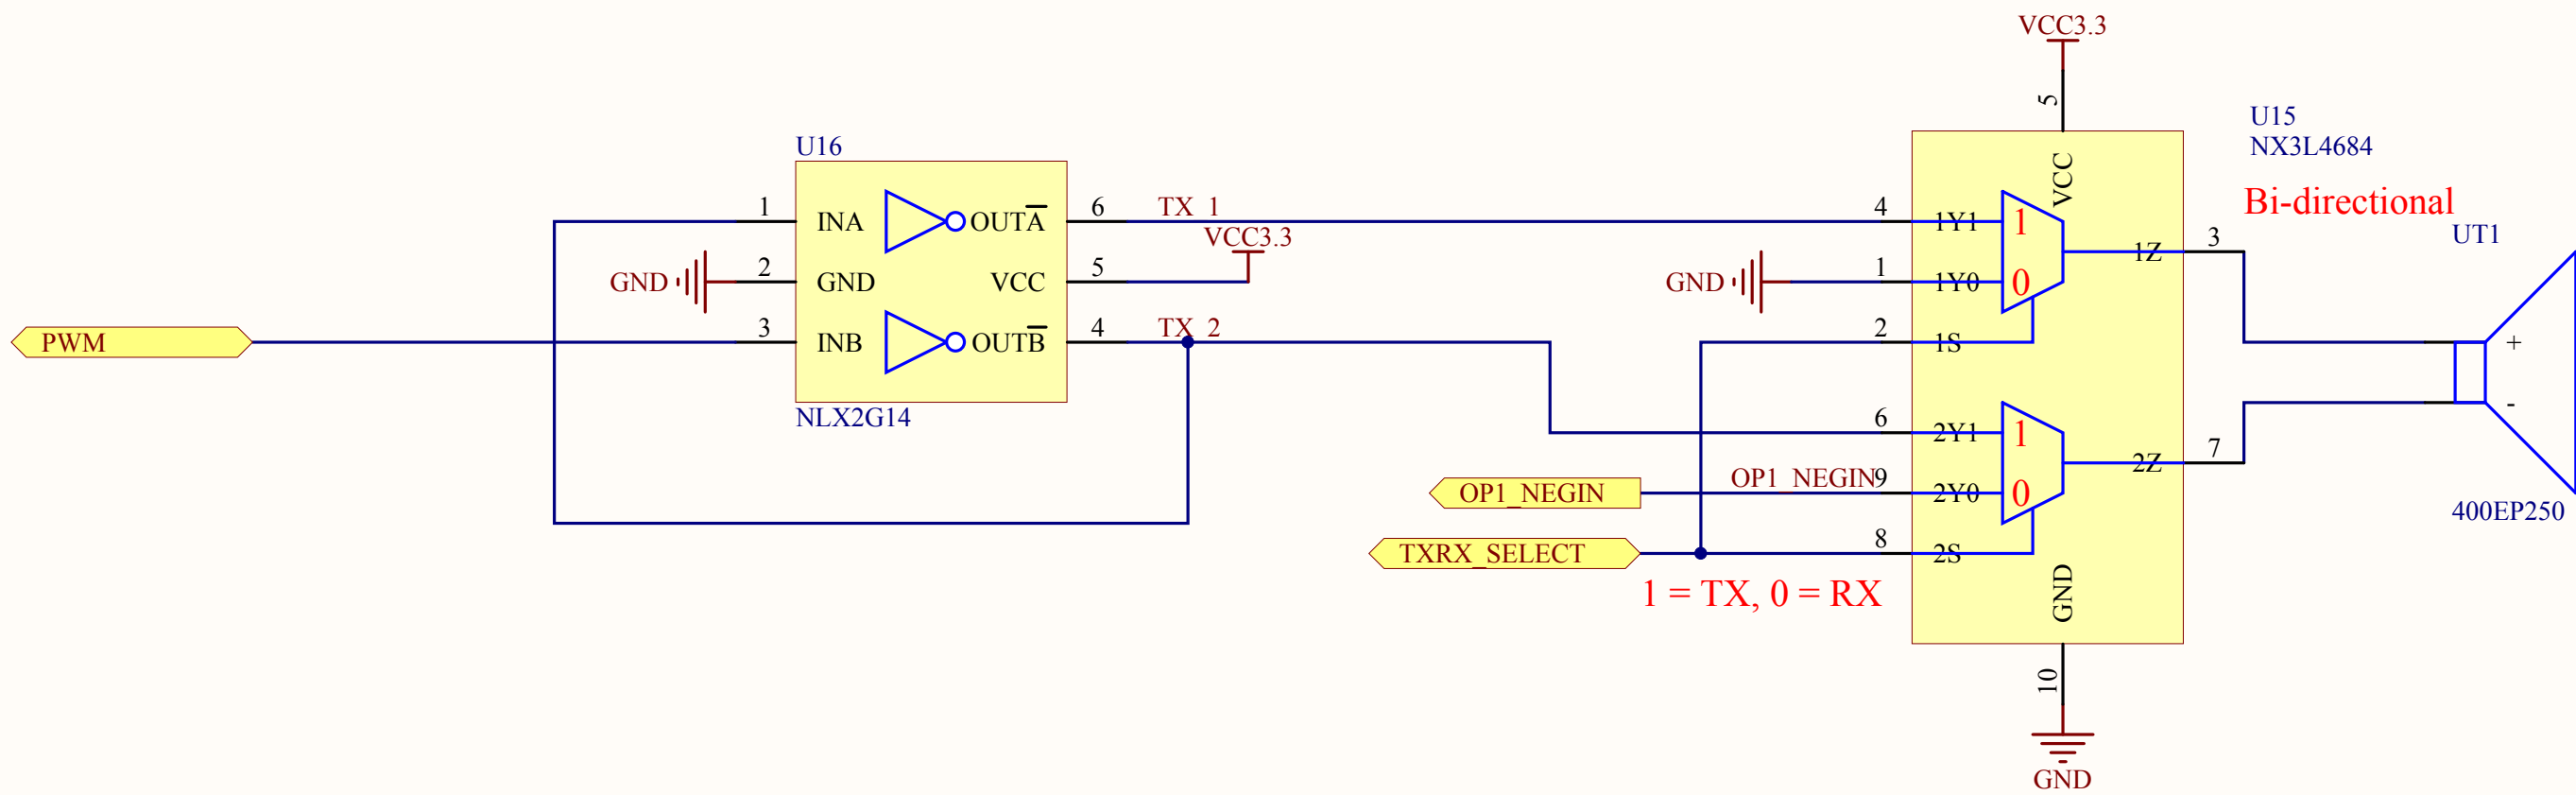 VCC3.3
5
U15
NX3L4684
Bi-directional
UT1
U16
1
INA
OUTA
6
TX_1
4
1Y1
1
VCC
1Z
3
VCC3.3
GND
2
GND
VCC
5
GND
1
1Y0
0
PWM
3
INB
OUTB
4
TX_2
2
1S
+
-
NLX2G14
6
2Y1
1
2Z
7
OP1_NEGIN
OP1_NEGIN
9
2Y0
0
400EP250
TXRX_SELECT
8
2S
1 = TX, 0 = RX
GND
10
GND